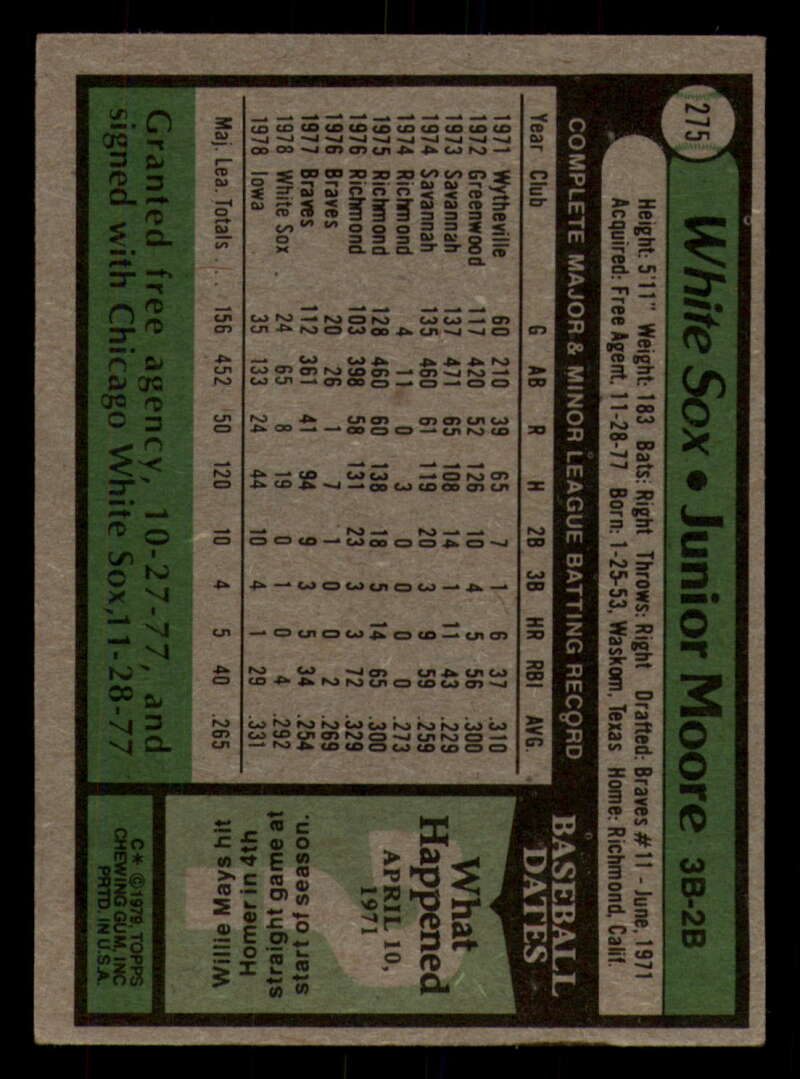 275
White Sox • Junior Moore 3B-2B
Height: 5'11" Weight: 183 Bats: Right Throws: Right Drafted: Braves #11 - June, 1971
Acquired: Free Agent, 11-28-77 Born: 1-25-53, Waskom, Texas Home: Richmond, Calif.
COMPLETE MAJOR & MINOR LEAGUE BATTING RECORD
Year Club G AB R H 2B 3B HR RBI AVG.
1971 Wytheville 60 210 39 65 7 1 6 37 .310
1972 Greenwood 117 420 52 126 10 4 5 56 .300
1973 Savannah 137 471 65 108 14 1 11 43 .229
1974 Savannah 135 460 61 119 20 3 9 59 .259
1974 Richmond 4 11 0 3 0 0 0 0 .273
1975 Richmond 128 460 60 138 18 5 14 65 .300
1976 Richmond 103 398 58 131 23 3 3 72 .329
1976 Braves 20 26 1 7 1 0 0 2 .269
1977 Braves 112 361 41 94 9 3 5 34 .254
1978 White Sox . 24 65 8 19 0 1 0 4 .292
1978 Iowa 35 133 24 44 10 4 1 29 .331
Maj. Lea. Totals . . . 156 452 50 120 10 4 5 40 .265
Granted free agency, 10-27-77, and
signed with Chicago White Sox,11-28-77
BASEBALL
DATES
What
Happened
APRIL 10,
1971
Willie Mays hit
Homer in 4th
straight game at
start of season.
C* © 1979, TOPPS
CHEWING GUM, INC
PRTD. IN U.S.A.